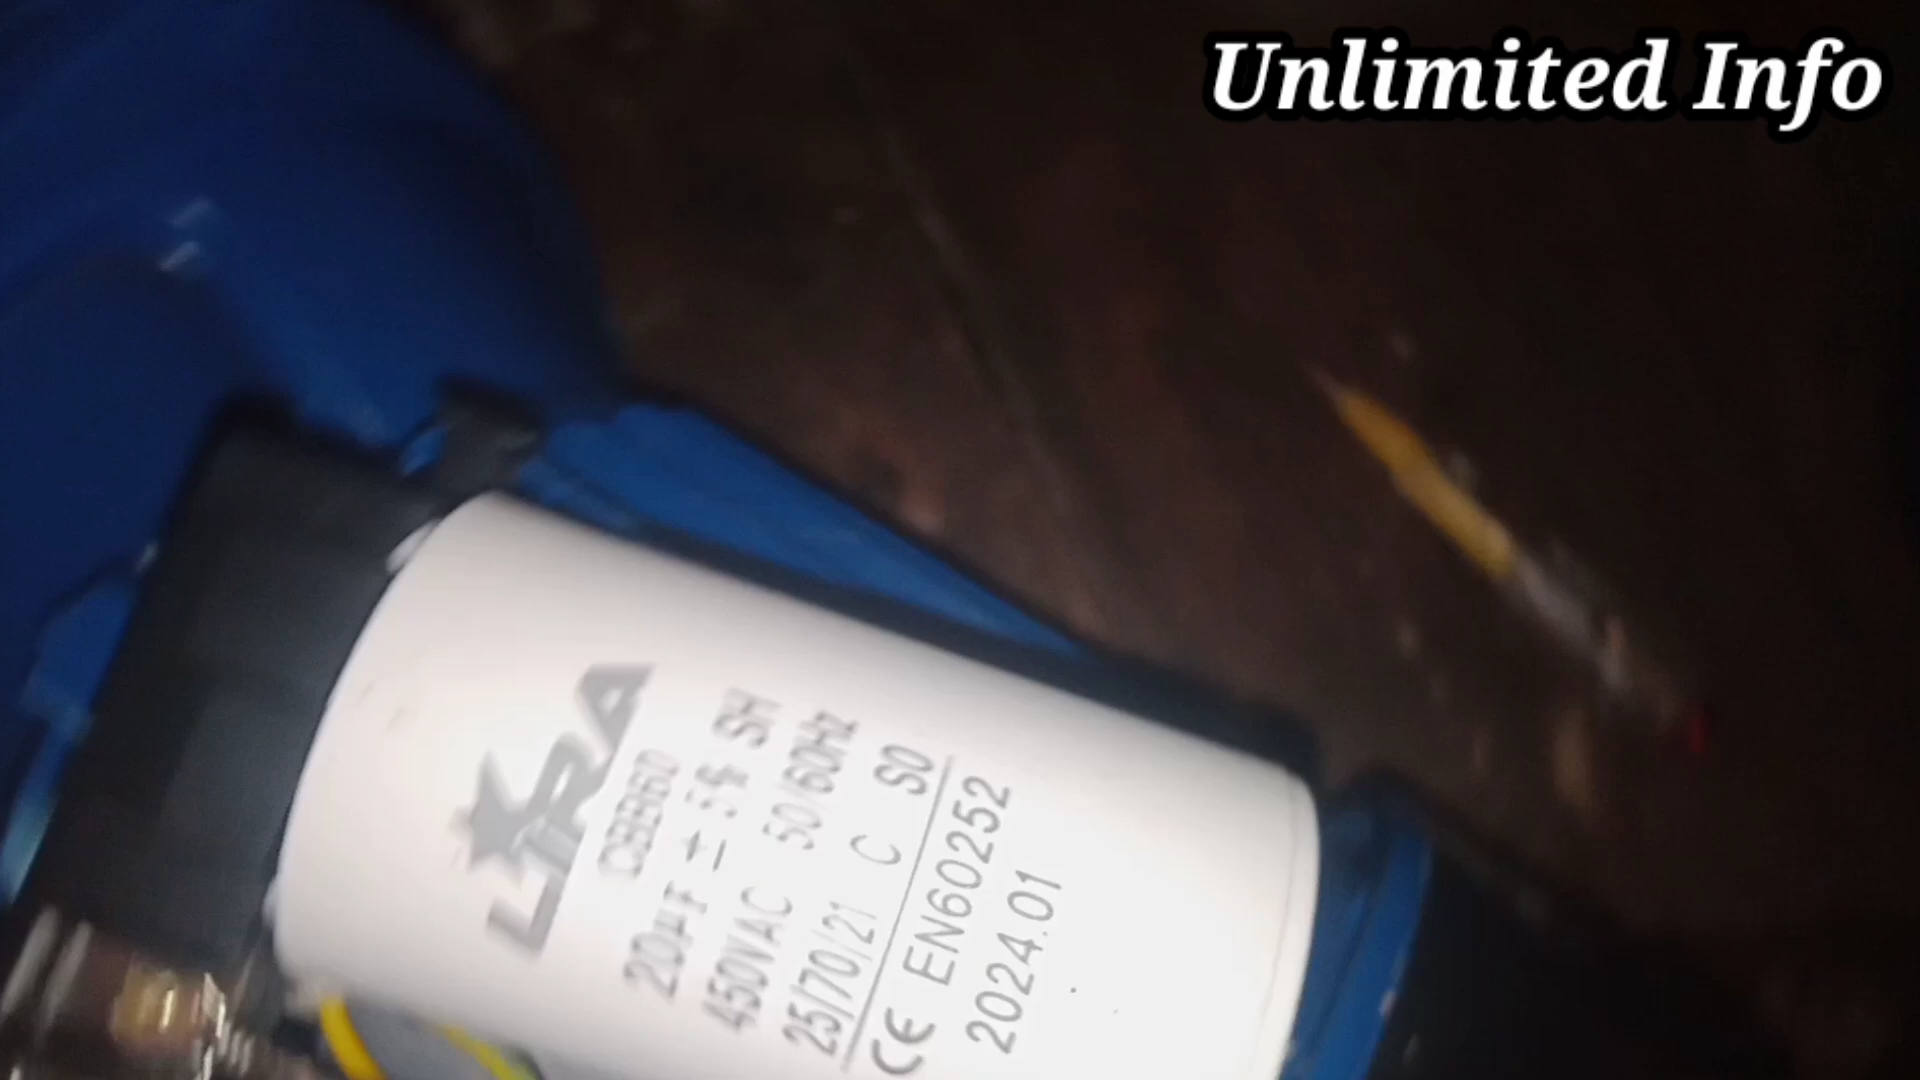 Unlimited Info
LIRA
CBB60
20µF ± 5% SH
450VAC 50/60Hz
25/70/21 C S0
CE EN60252
2024.01